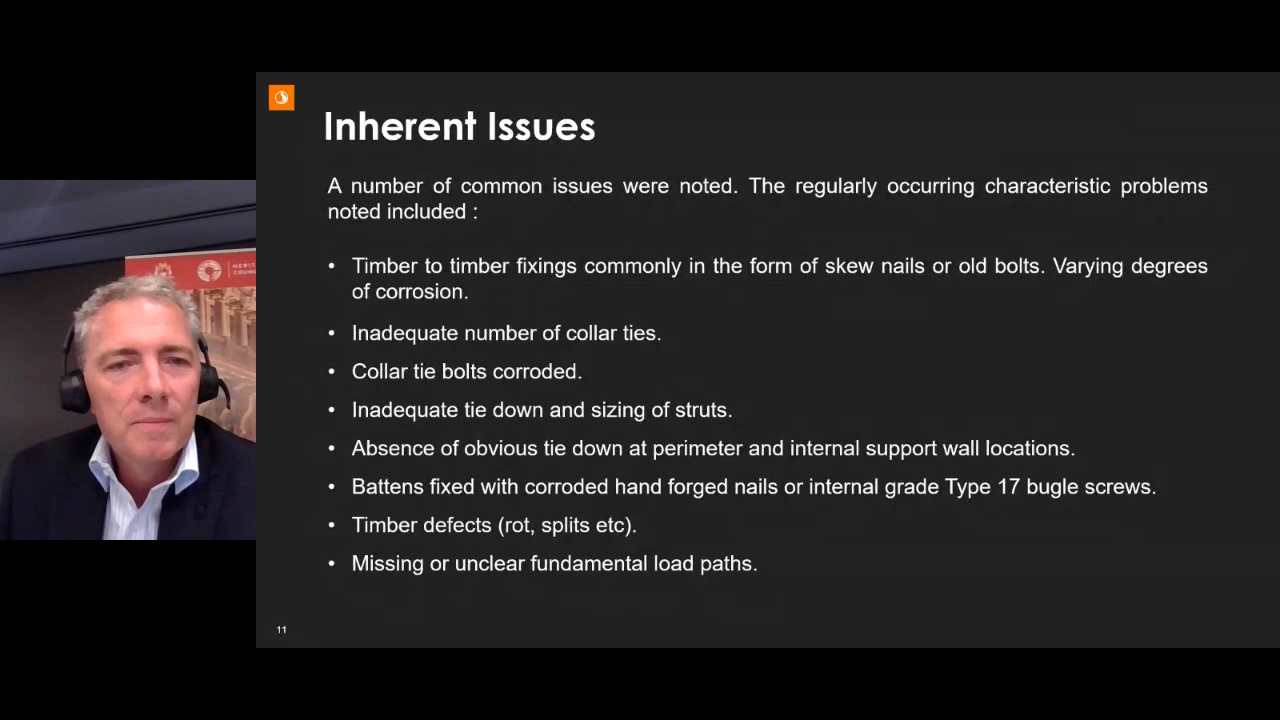 Inherent Issues
A number of common issues were noted. The regularly occurring characteristic problems
noted included :
• Timber to timber fixings commonly in the form of skew nails or old bolts. Varying degrees
of corrosion.
• Inadequate number of collar ties.
• Collar tie bolts corroded.
• Inadequate tie down and sizing of struts.
• Absence of obvious tie down at perimeter and internal support wall locations.
• Battens fixed with corroded hand forged nails or internal grade Type 17 bugle screws.
• Timber defects (rot, splits etc).
• Missing or unclear fundamental load paths.
11